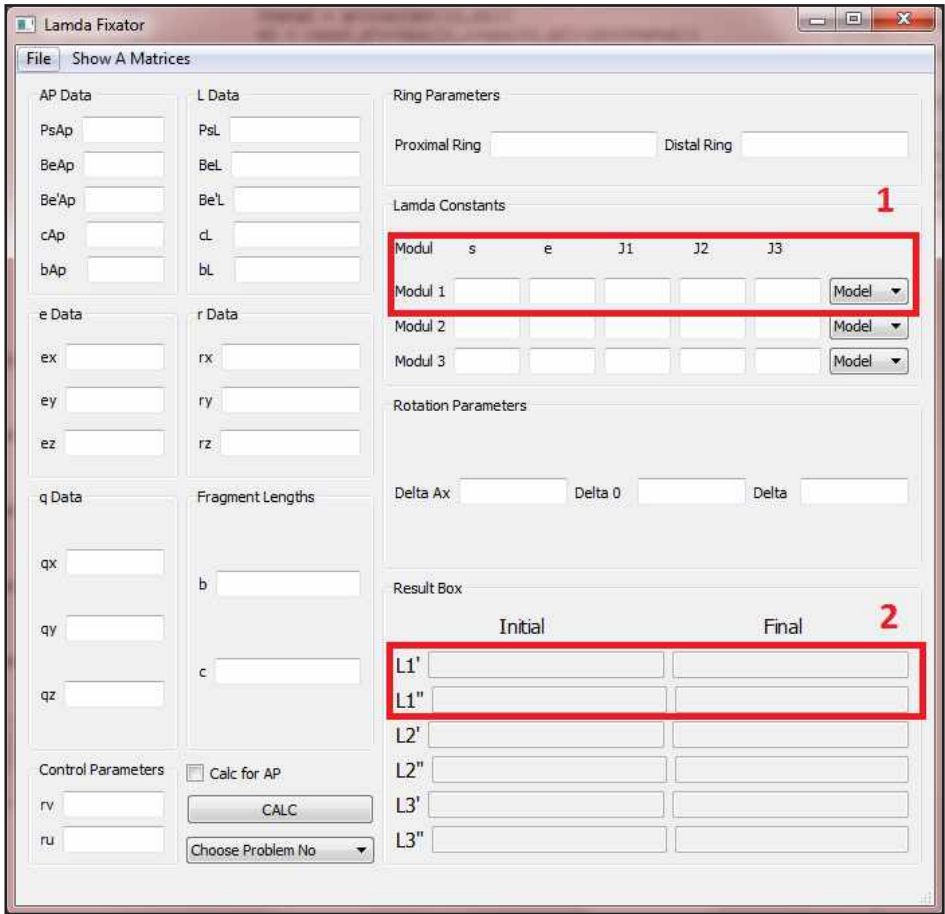 Lamda Fixator
File Show A Matrices
AP Data
PsAp
BeAp
Be'Ap
cAp
bAp
L Data
PsL
BeL
Be'L
cL
bL
e Data
ex
ey
ez
r Data
rx
ry
rz
q Data
qx
qy
qz
Fragment Lengths
b
c
Control Parameters
rv
ru
Calc for AP
CALC
Choose Problem No
Ring Parameters
Proximal Ring Distal Ring
1
Lamda Constants
Modul s e J1 J2 J3
Modul 1 Model
Modul 2 Model
Modul 3 Model
Rotation Parameters
Delta Ax Delta 0 Delta
Result Box
2
Initial Final
L1'
L1"
L2'
L2"
L3'
L3"